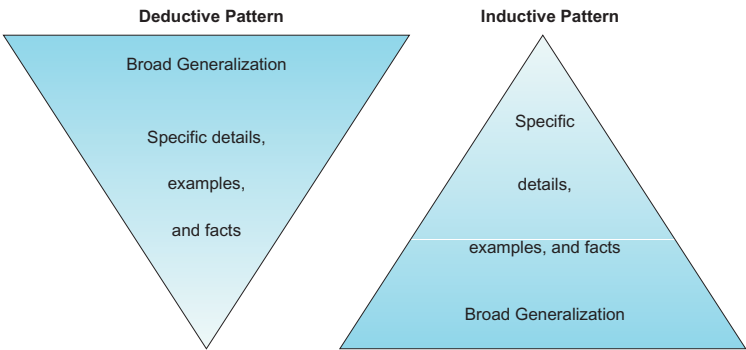 Deductive Pattern
Broad Generalization
Specific details,
examples,
and facts
Inductive Pattern
Specific
details,
examples, and facts
Broad Generalization